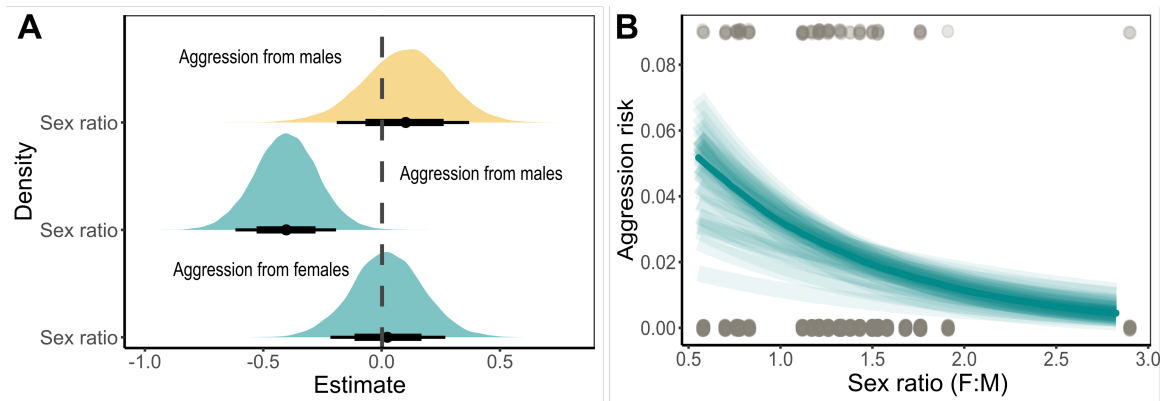 A
Aggression from males
Sex ratio
Aggression from males
Density
Sex ratio
Aggression from females
Sex ratio
-1.0
-0.5
0.0
0.5
Estimate
B
0.08
0.06
0.04
0.02
0.00
Aggression risk
0.5
1.0
1.5
2.0
2.5
3.0
Sex ratio (F:M)